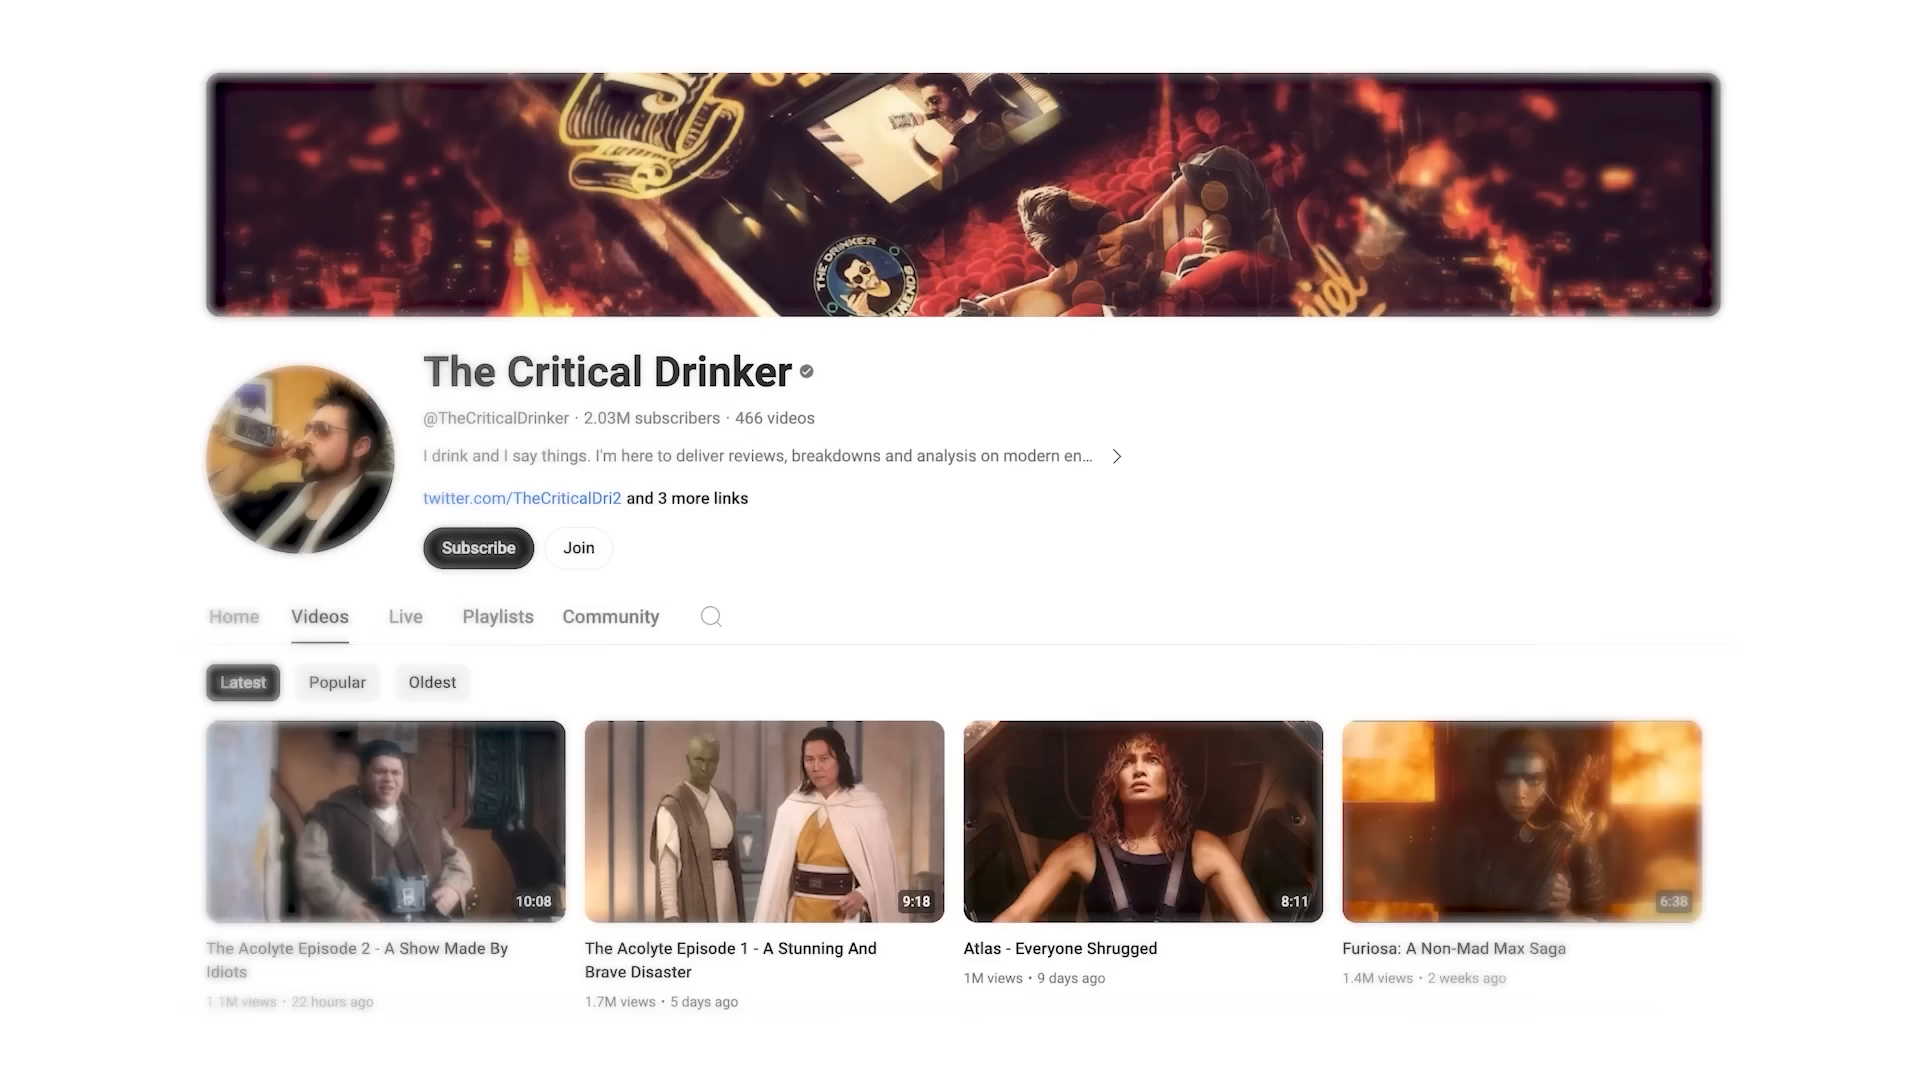 THE DRINKER
The Critical Drinker
@TheCriticalDrinker · 2.03M subscribers · 466 videos
I drink and I say things. I'm here to deliver reviews, breakdowns and analysis on modern en...
twitter.com/TheCriticalDri2 and 3 more links
Subscribe
Join
Home
Videos
Live
Playlists
Community
Latest
Popular
Oldest
10:08
9:18
8:11
6:38
The Acolyte Episode 2 - A Show Made By
Idiots
1.1M views · 22 hours ago
The Acolyte Episode 1 - A Stunning And
Brave Disaster
1.7M views · 5 days ago
Atlas - Everyone Shrugged
1M views · 9 days ago
Furiosa: A Non-Mad Max Saga
1.4M views · 2 weeks ago